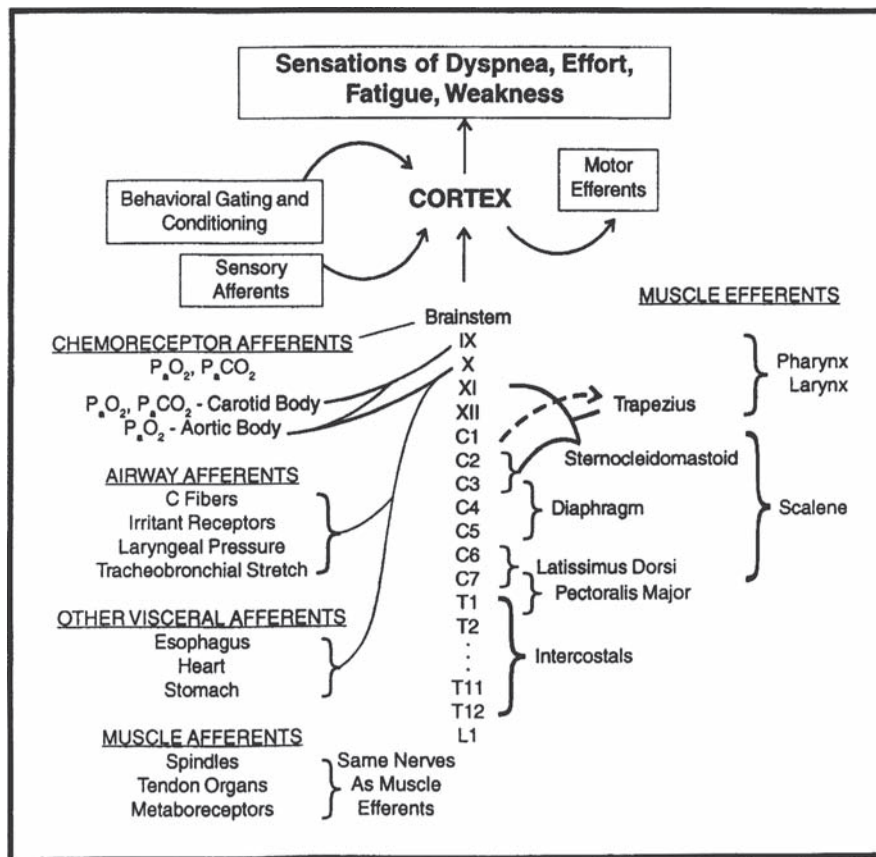 Sensations of Dyspnea, Effort,
Fatigue, Weakness
Behavioral Gating and
Conditioning
CORTEX
Motor
Efferents
Sensory
Afferents
MUSCLE EFFERENTS
Brainstem
CHEMORECEPTOR AFFERENTS
PaO2, PaCO2
PaO2, PaCO2 - Carotid Body
PaO2 - Aortic Body
AIRWAY AFFERENTS
C Fibers
Irritant Receptors
Laryngeal Pressure
Tracheobronchial Stretch
OTHER VISCERAL AFFERENTS
Esophagus
Heart
Stomach
MUSCLE AFFERENTS
Spindles
Tendon Organs
Metaboreceptors
Same Nerves
As Muscle
Efferents
IX
X
XI
XII
C1
C2
C3
C4
C5
C6
C7
T1
T2
T11
T12
L1
Trapezius
Pharynx
Larynx
Sternocleidomastoid
Diaphragm
Scalene
Latissimus Dorsi
Pectoralis Major
Intercostals